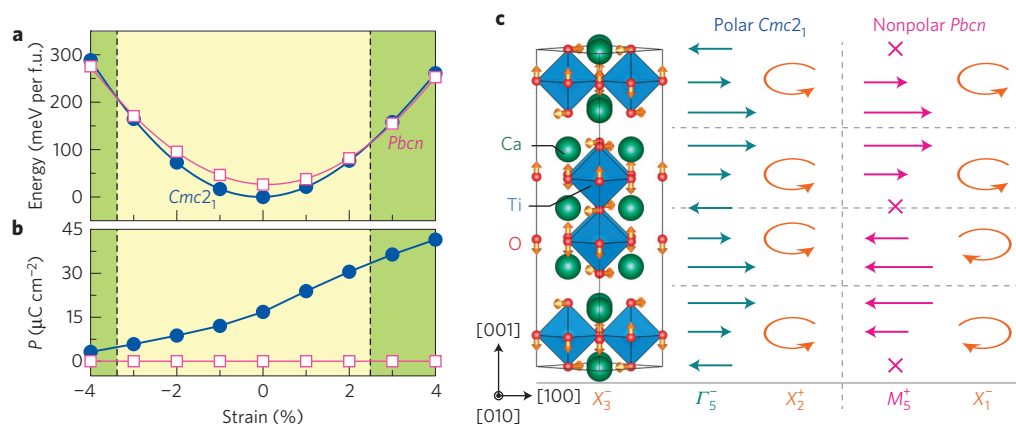 a
300
200
100
0
Energy (meV per f.u.)
Cmc2₁
Pbcn
b
45
30
15
0
P (μC cm⁻²)
−4
−2
0
2
4
Strain (%)
c
Polar Cmc2₁
Nonpolar Pbcn
Ca
Ti
O
[001]
[010]
[100]
X₃⁻
Γ₅⁻
X₂⁺
M₅⁺
X₁⁻